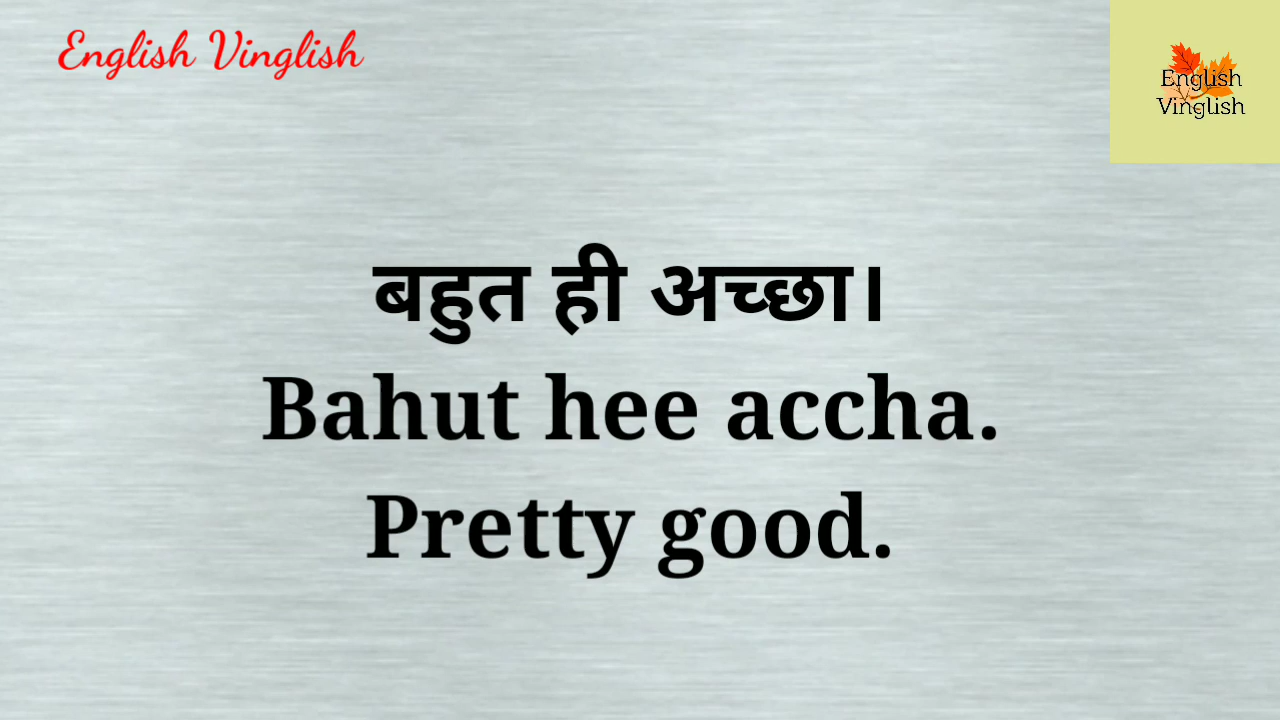 English Vinglish
English
Vinglish
बहुत ही अच्छा।
Bahut hee accha.
Pretty good.